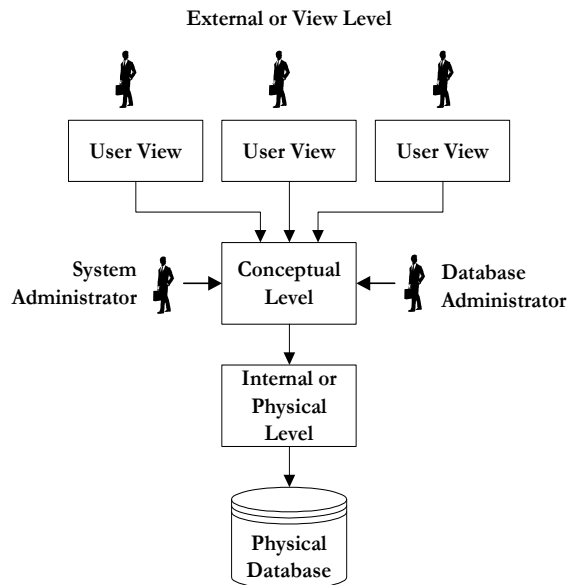 External or View Level
User View
User View
User View
System
Administrator
Conceptual
Level
Database
Administrator
Internal or
Physical
Level
Physical
Database